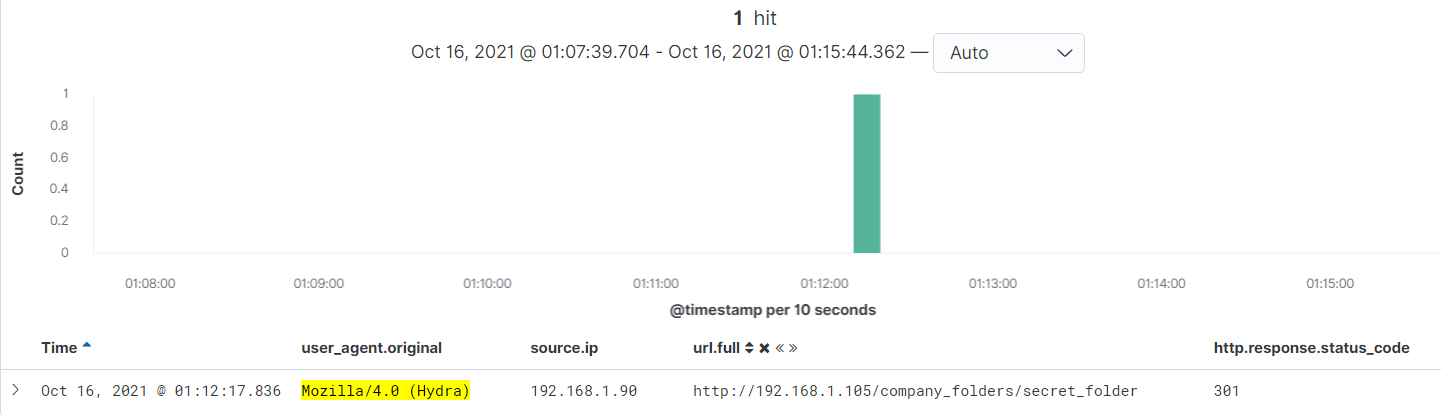 1 hit
Oct 16, 2021 @ 01:07:39.704 - Oct 16, 2021 @ 01:15:44.362 — Auto
1
0.8
0.6
0.4
0.2
0
Count
01:08:00 01:09:00 01:10:00 01:11:00 01:12:00 01:13:00 01:14:00 01:15:00
@timestamp per 10 seconds
Time user_agent.original source.ip url.full http.response.status_code
Oct 16, 2021 @ 01:12:17.836 Mozilla/4.0 (Hydra) 192.168.1.90 http://192.168.1.105/company_folders/secret_folder 301